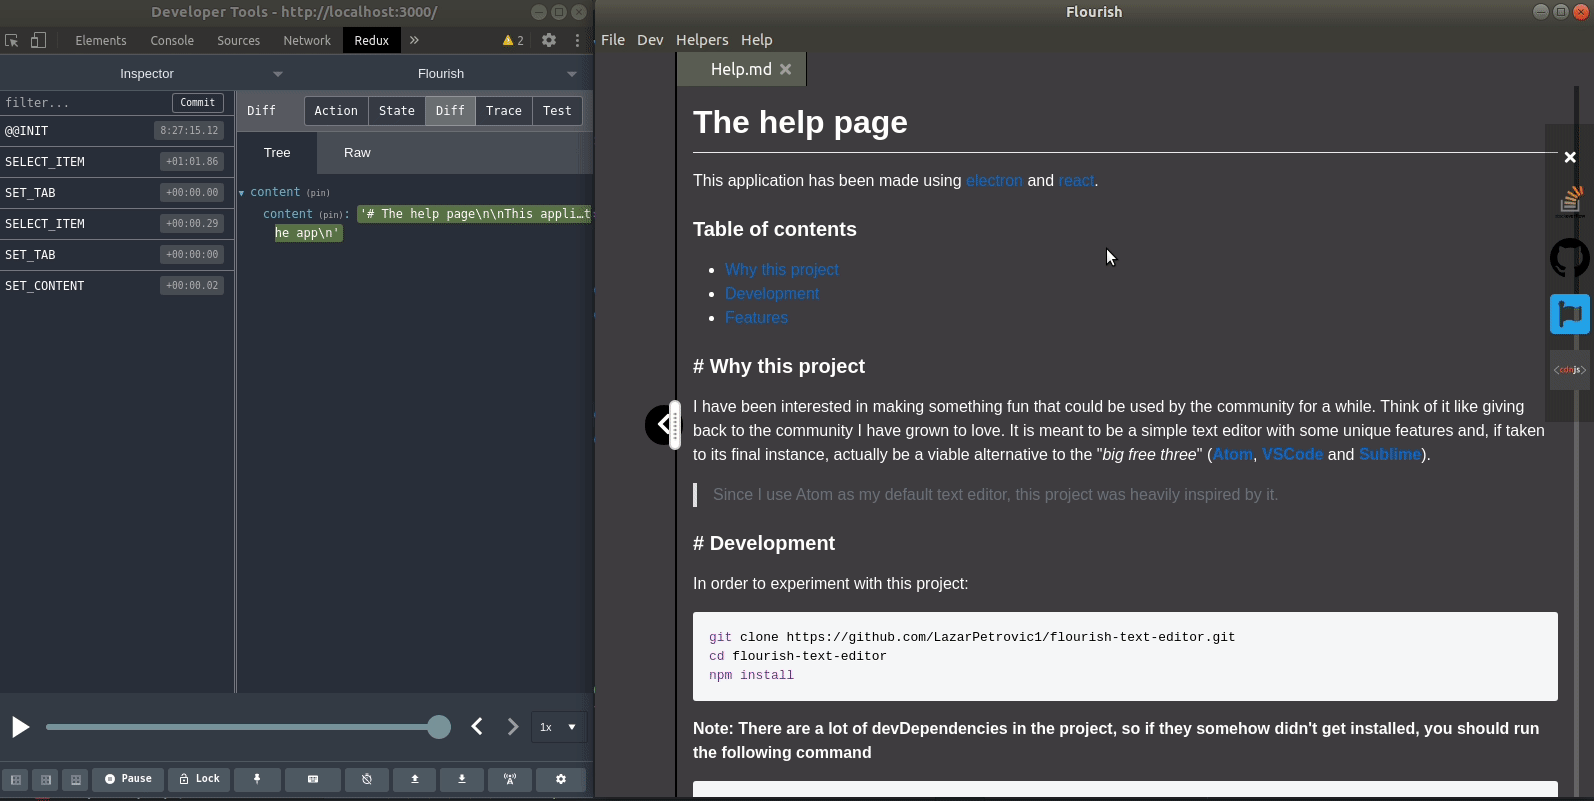 Developer Tools - http://localhost:3000/
Elements Console Sources Network Redux » 2
Inspector Flourish
filter... Commit
@@INIT 8:27:15.12
SELECT_ITEM +01:01.86
SET_TAB +00:00.00
SELECT_ITEM +00:00.29
SET_TAB +00:00:00
SET_CONTENT +00:00.02
Diff Action State Diff Trace Test
Tree Raw
content (pin)
content (pin): '# The help page\n\nThis appli…t
he app\n'
1x
Pause Lock
Flourish
File Dev Helpers Help
Help.md
The help page
This application has been made using electron and react.
Table of contents
Why this project
Development
Features
# Why this project
I have been interested in making something fun that could be used by the community for a while. Think of it like giving
back to the community I have grown to love. It is meant to be a simple text editor with some unique features and, if taken
to its final instance, actually be a viable alternative to the "big free three" (Atom, VSCode and Sublime).
Since I use Atom as my default text editor, this project was heavily inspired by it.
# Development
In order to experiment with this project:
git clone https://github.com/LazarPetrovic1/flourish-text-editor.git
cd flourish-text-editor
npm install
Note: There are a lot of devDependencies in the project, so if they somehow didn't get installed, you should run
the following command
<cdnjs>